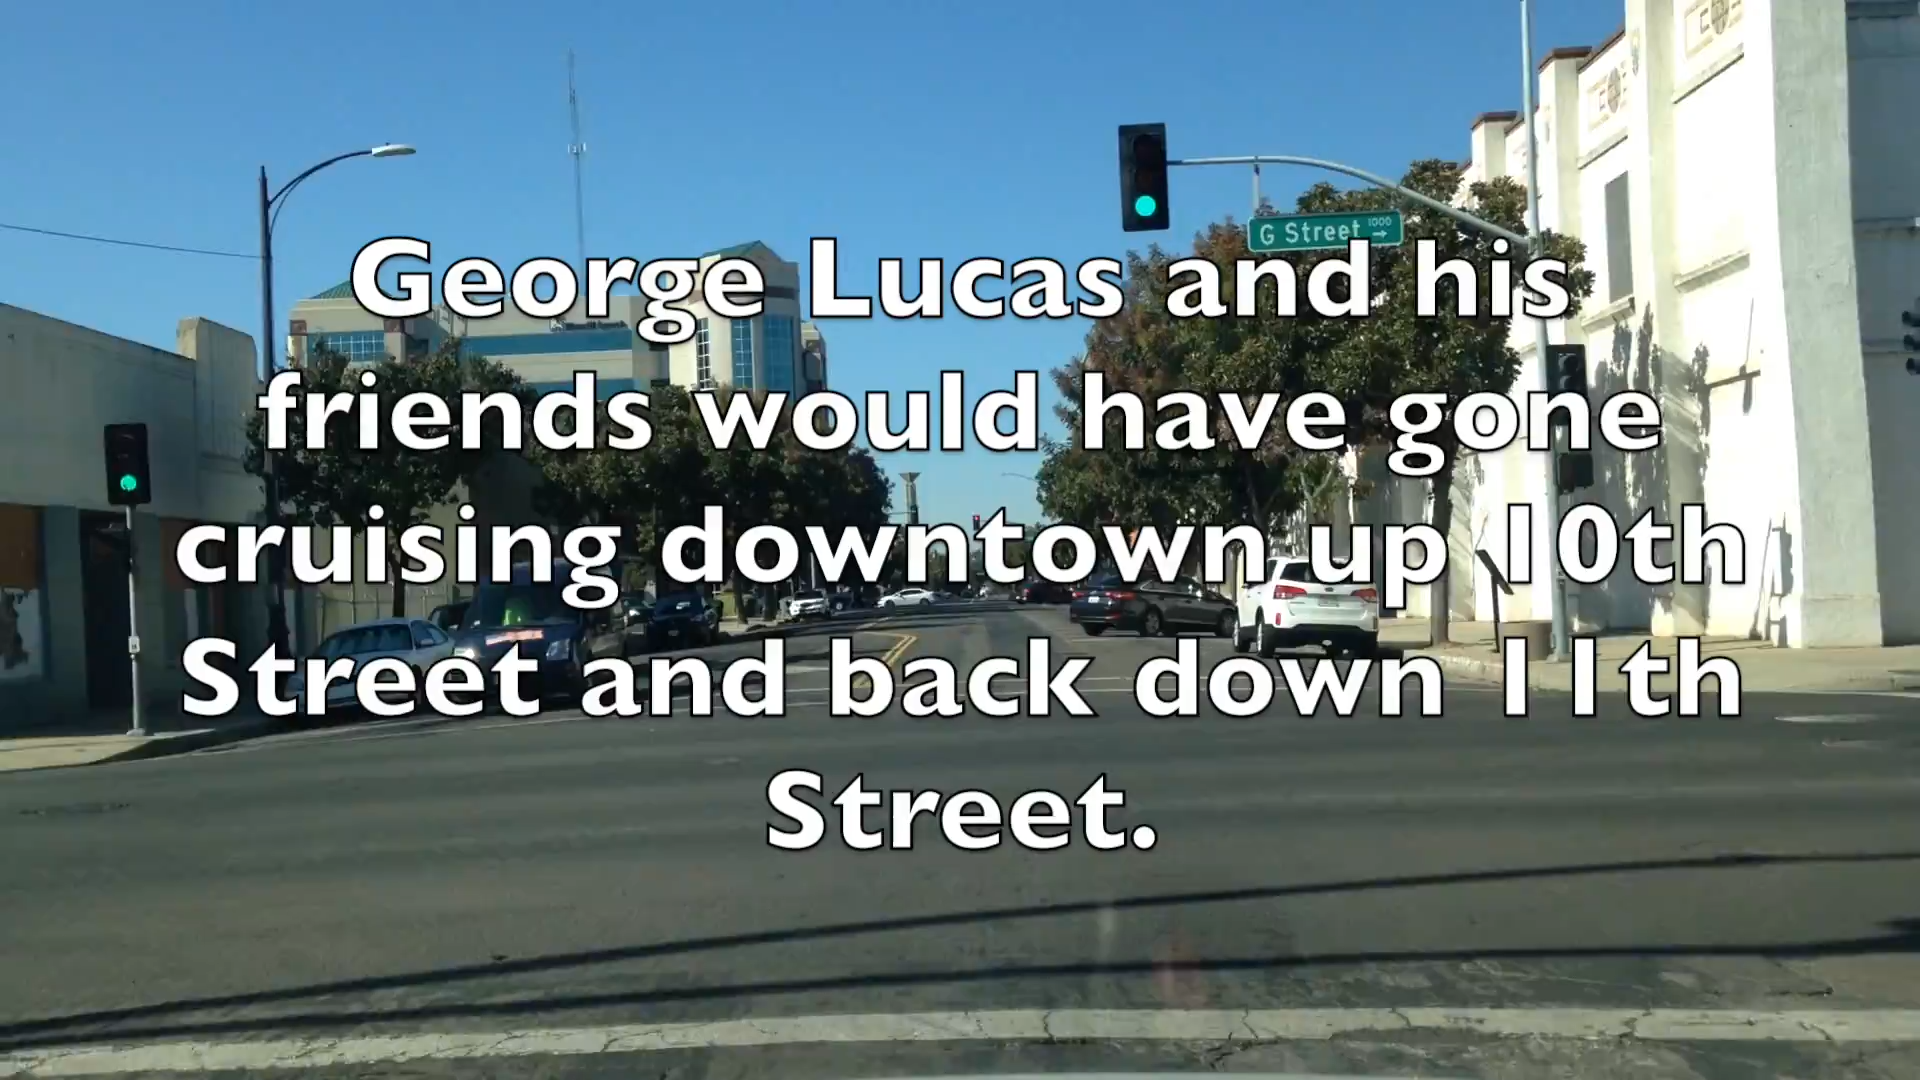 G Street 1000 →
George Lucas and his
friends would have gone
cruising downtown up 10th
Street and back down 11th
Street.